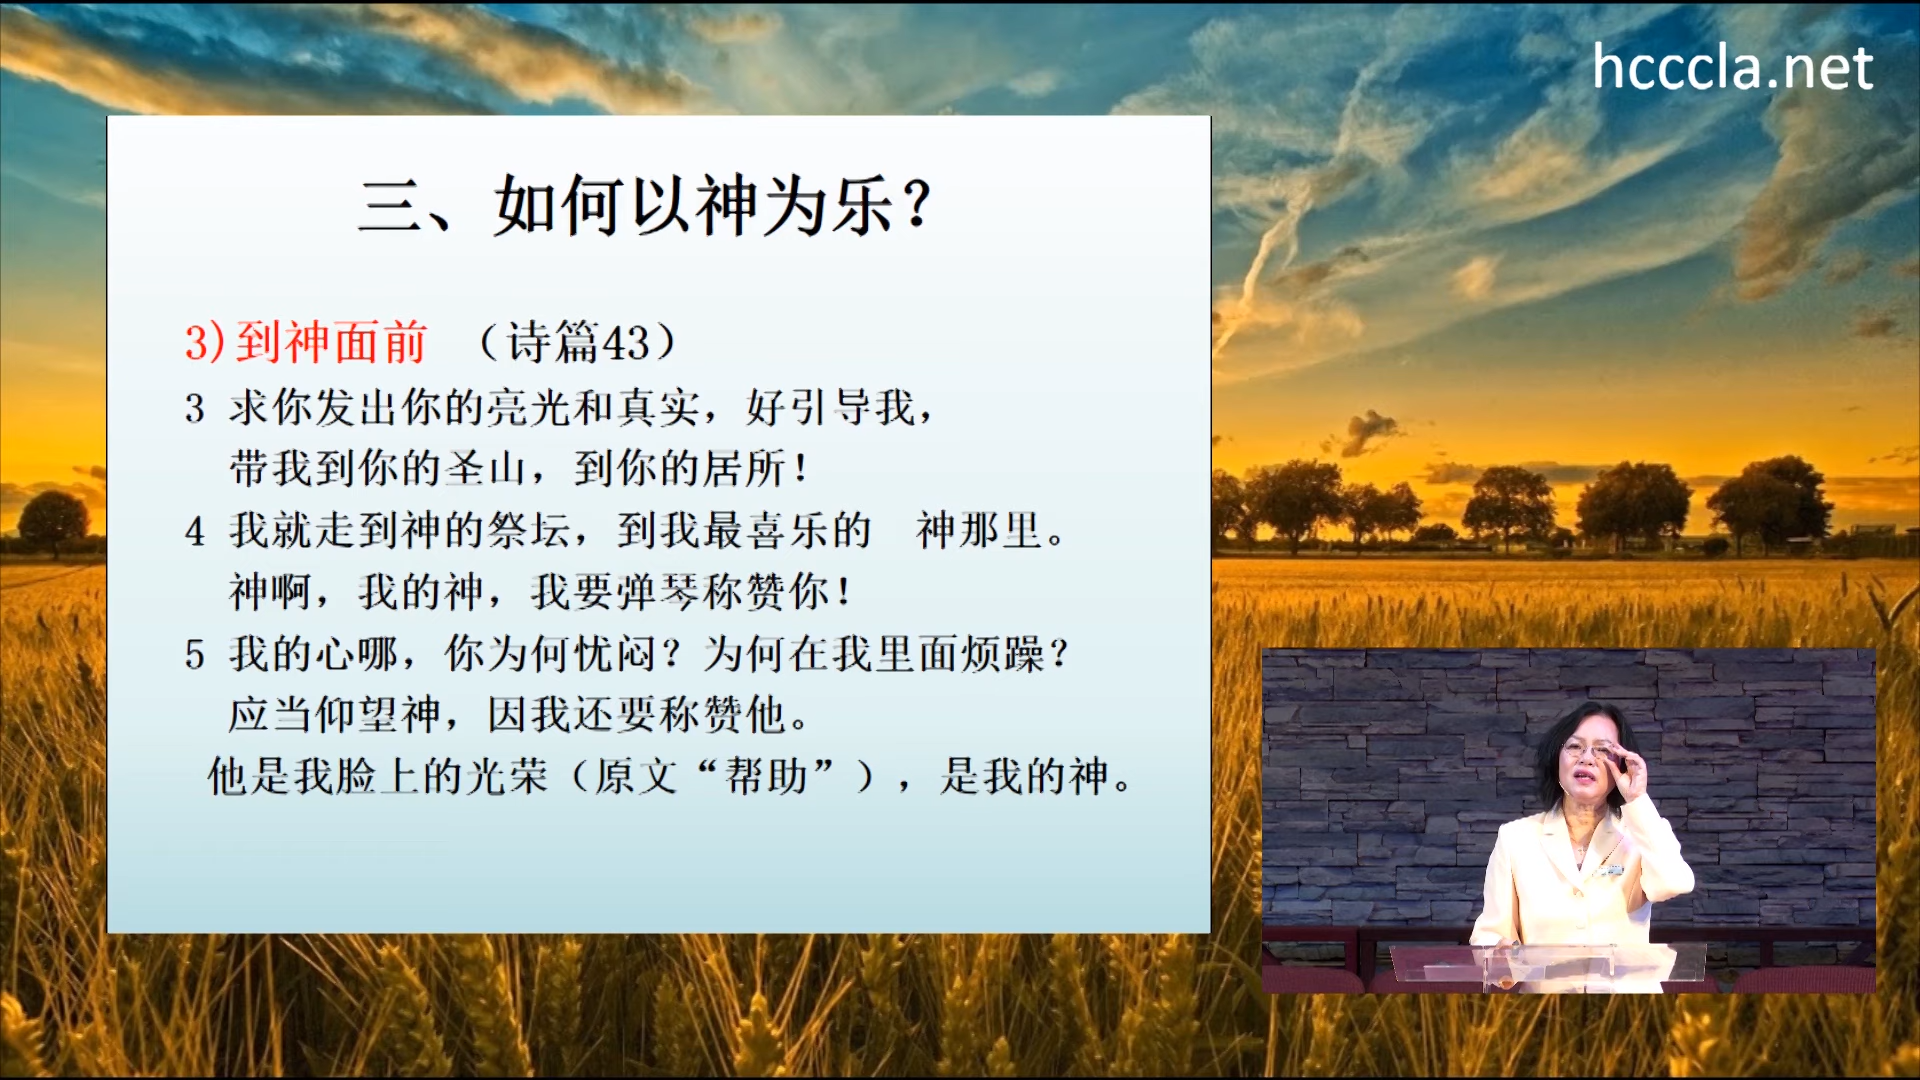 hcccla.net
三、如何以神为乐？
3)到神面前 （诗篇43）
3 求你发出你的亮光和真实，好引导我，
带我到你的圣山，到你的居所！
4 我就走到神的祭坛，到我最喜乐的 神那里。
神啊，我的神，我要弹琴称赞你！
5 我的心哪，你为何忧闷？为何在我里面烦躁？
应当仰望神，因我还要称赞他。
他是我脸上的光荣（原文“帮助”），是我的神。